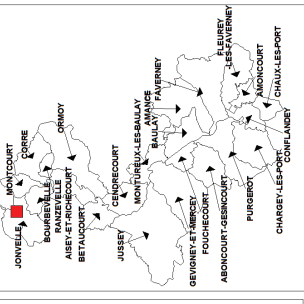 FLEUREY
-LES-FAVERNEY
FAVERNEY
AMONCOURT
CHAUX-LES-PORT
AMANCE
BAULAY
MONTUREUX-LES-BAULAY
ORMOY
CORRE
MONTCOURT
CENDRECOURT
CONFLANDEY
JONVELLE
BOURBEVELLE
RANZEVELLE
AISEY-ET-RICHECOURT
BETAUCOURT
JUSSEY
GEVIGNEY-ET-MERCEY
FOUCHECOURT
ABONCOURT-GESINCOURT
PURGEROT
CHARGEY-LES-PORT